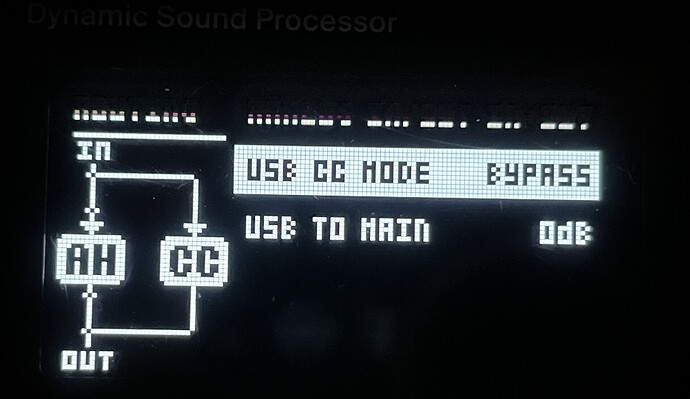 Dynamic Sound Processor
IN
USB CC MODE BYPASS
USB TO MAIN 0dB
AH CC
OUT